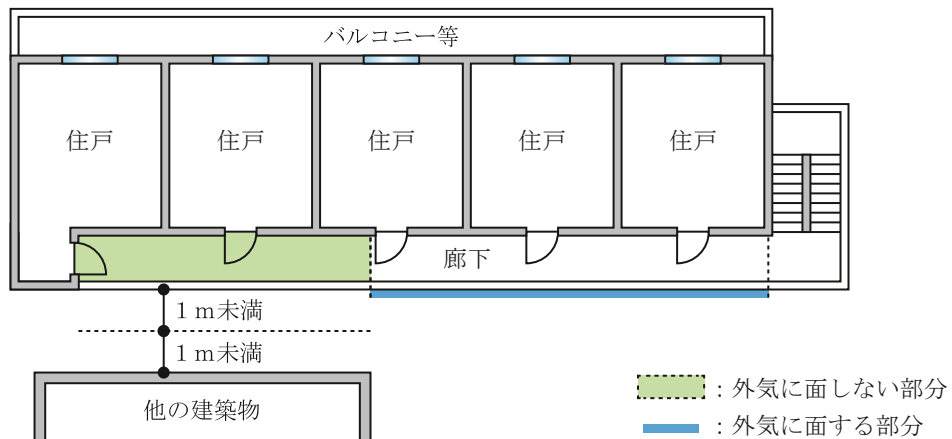 バルコニー等
住戸 住戸 住戸 住戸 住戸
廊下
1m未満
1m未満
他の建築物
：外気に面しない部分
：外気に面する部分